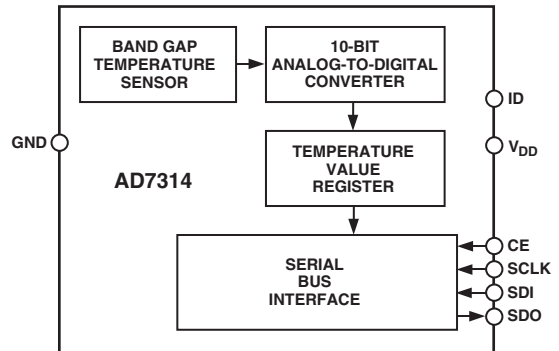 BAND GAP
TEMPERATURE
SENSOR
10-BIT
ANALOG-TO-DIGITAL
CONVERTER
ID
GND
V_DD
TEMPERATURE
VALUE
REGISTER
AD7314
SERIAL
BUS
INTERFACE
CE
SCLK
SDI
SDO